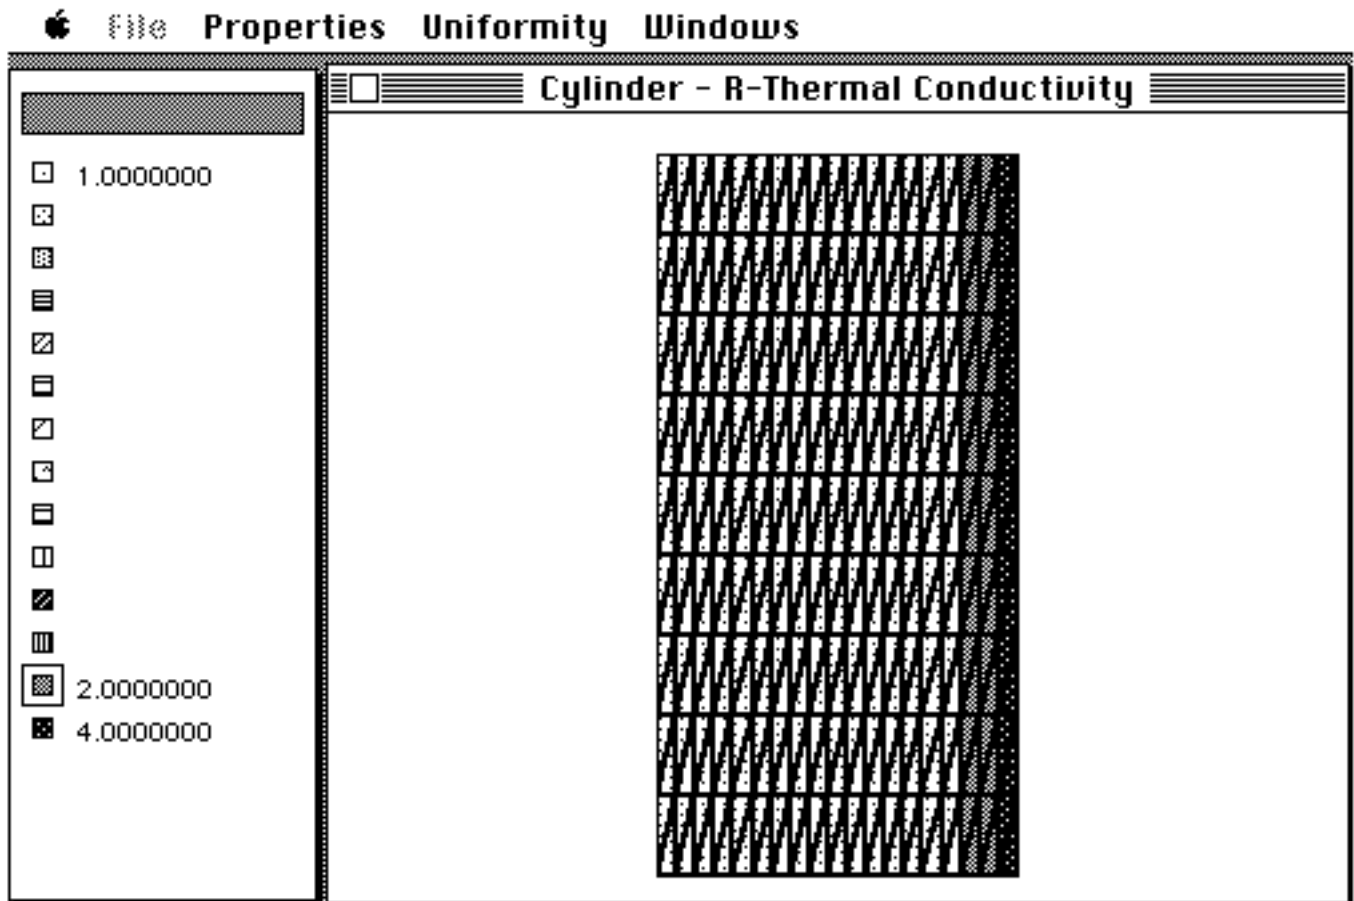 File Properties Uniformity Windows
Cylinder - R-Thermal Conductivity
1.0000000
2.0000000
4.0000000